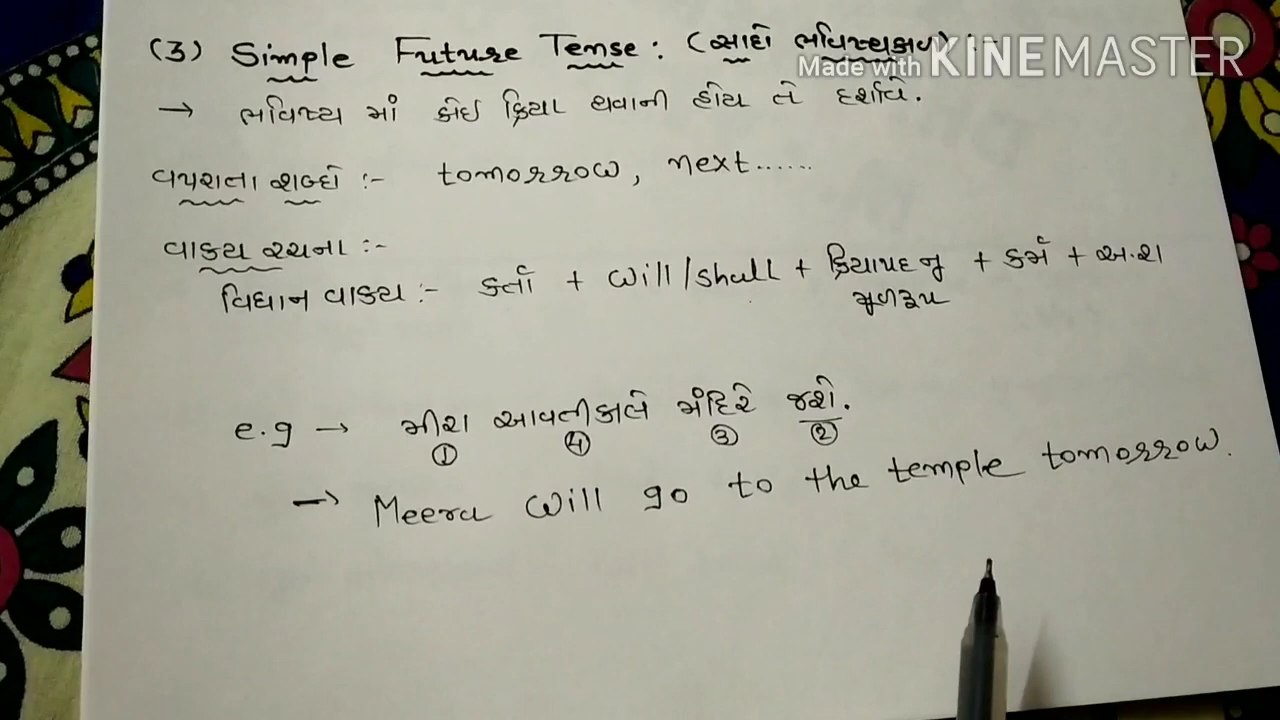 (3) Simple Future Tense : (સાદો ભવિષ્યકાળ) :-
Made with KINEMASTER
→ ભવિષ્ય માં કોઈ ક્રિયા થવાની હોય તે દર્શાવે.
વપરાતા શબ્દો :- tomorrow, next......
વાક્ય રચના :-
વિધાન વાક્ય :- કર્તા + will/shall + ક્રિયાપદ નુ મૂળરૂપ + કર્મ + અ.શ
e.g → મીરા આવતીકાલે મંદિરે જશે.
① ④ ③ ②
→ Meera will go to the temple tomorrow.